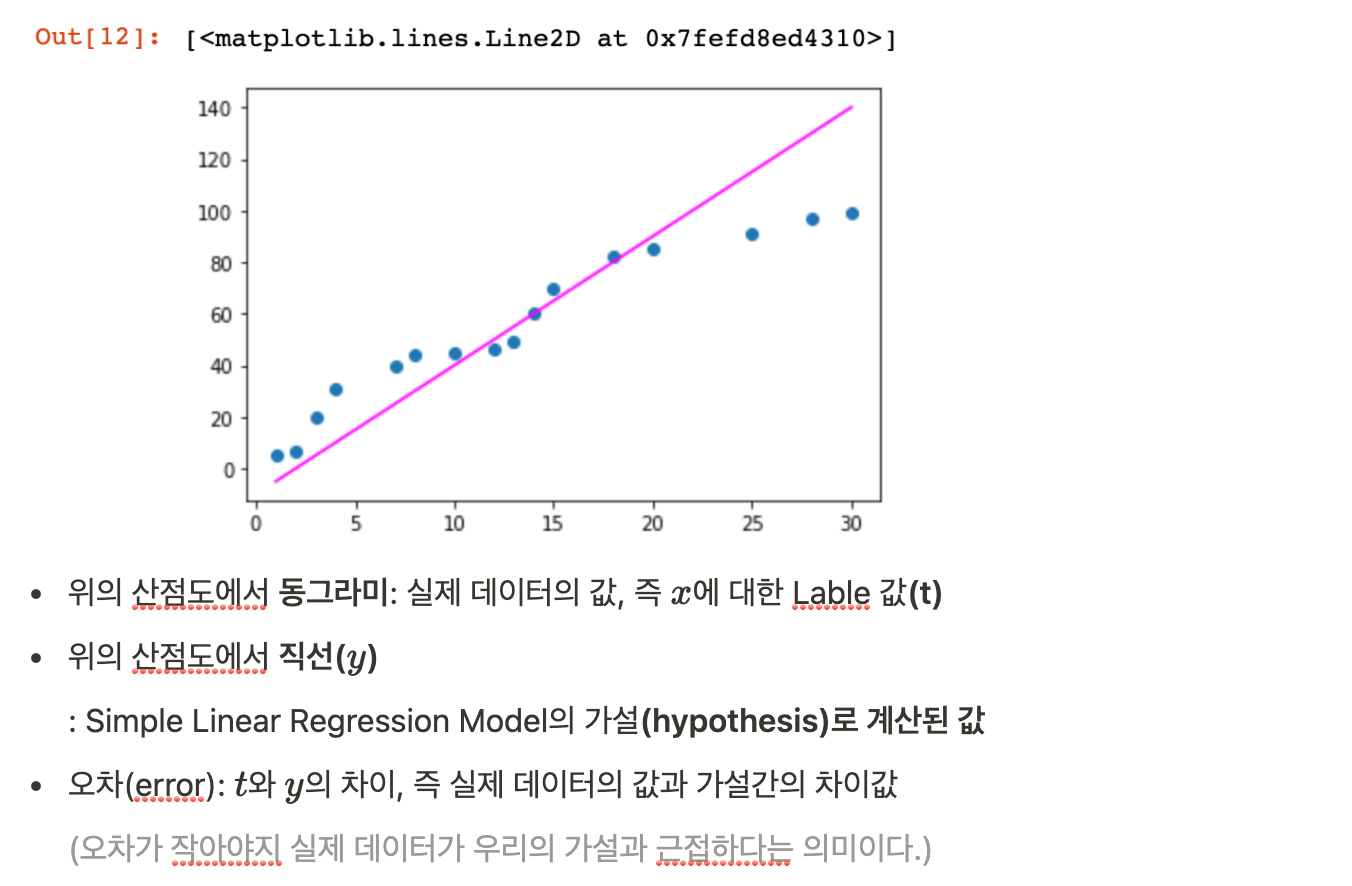 Out[12]: [<matplotlib.lines.Line2D at 0x7fefd8ed4310>]
140
120
100
80
60
40
20
0
0 5 10 15 20 25 30
• 위의 산점도에서 동그라미: 실제 데이터의 값, 즉 x에 대한 Lable 값(t)
• 위의 산점도에서 직선(y)
: Simple Linear Regression Model의 가설(hypothesis)로 계산된 값
• 오차(error): t와 y의 차이, 즉 실제 데이터의 값과 가설간의 차이값
(오차가 작아야지 실제 데이터가 우리의 가설과 근접하다는 의미이다.)